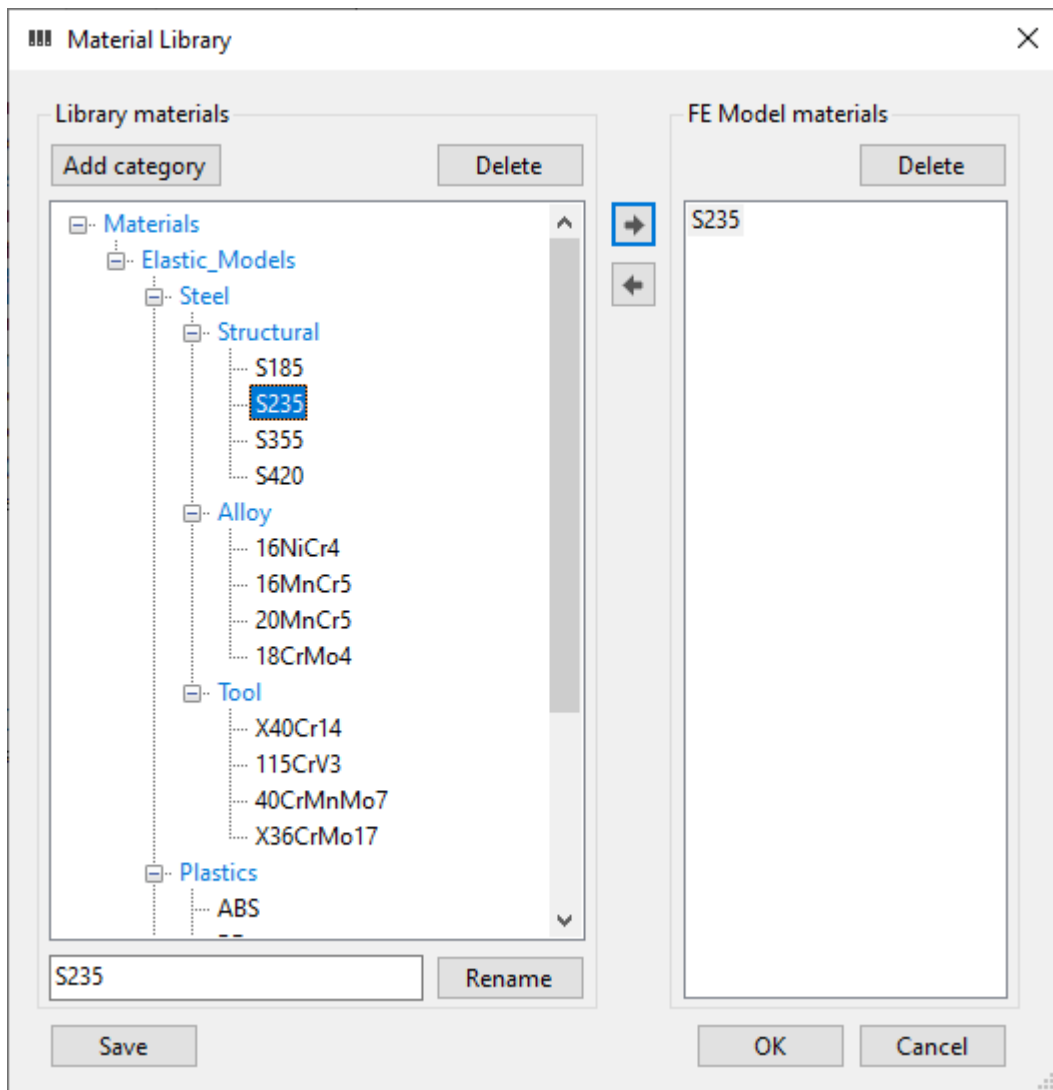 Material Library
Library materials
Add category
Delete
Materials
Elastic_Models
Steel
Structural
S185
S235
S355
S420
Alloy
16NiCr4
16MnCr5
20MnCr5
18CrMo4
Tool
X40Cr14
115CrV3
40CrMnMo7
X36CrMo17
Plastics
ABS
S235
Rename
Save
FE Model materials
Delete
S235
OK
Cancel